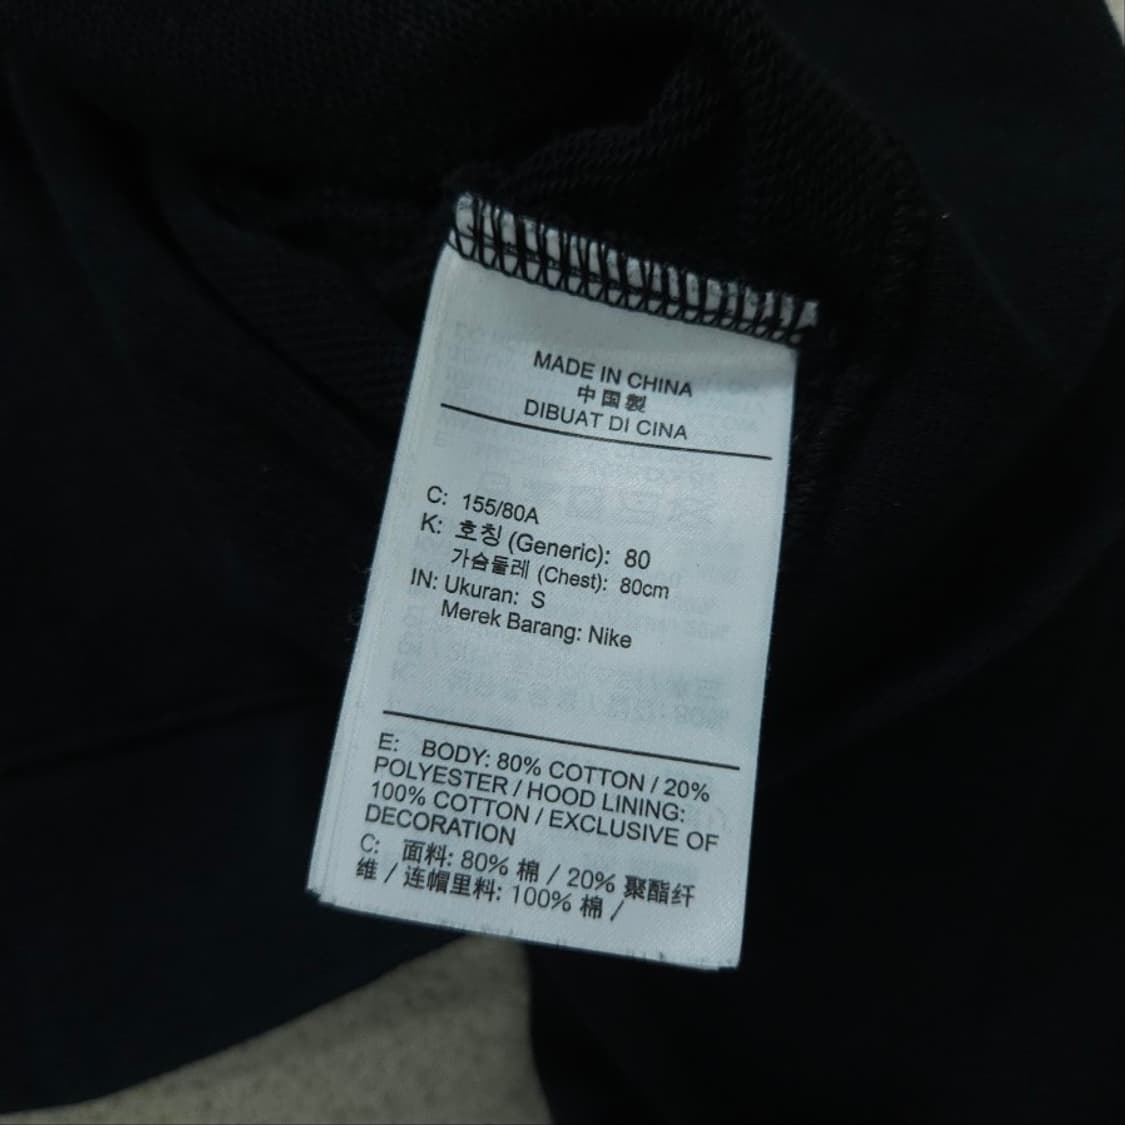 MADE IN CHINA
中国製
DIBUAT DI CINA
C: 155/80A
K: 호칭 (Generic): 80
가슴둘레 (Chest): 80cm
IN: Ukuran: S
Merek Barang: Nike
E: BODY: 80% COTTON / 20%
POLYESTER / HOOD LINING:
100% COTTON / EXCLUSIVE OF
DECORATION
C: 面料: 80% 棉 / 20% 聚酯纤
维 / 连帽里料: 100% 棉 /